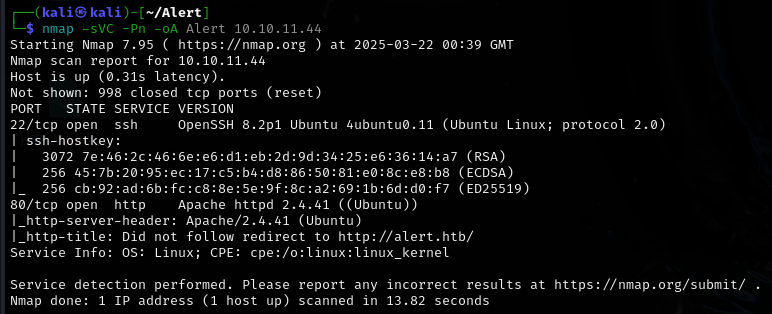 ┌──(kali㉿kali)-[~/Alert]
└─$ nmap -sVC -Pn -oA Alert 10.10.11.44
Starting Nmap 7.95 ( https://nmap.org ) at 2025-03-22 00:39 GMT
Nmap scan report for 10.10.11.44
Host is up (0.31s latency).
Not shown: 998 closed tcp ports (reset)
PORT   STATE SERVICE VERSION
22/tcp open  ssh     OpenSSH 8.2p1 Ubuntu 4ubuntu0.11 (Ubuntu Linux; protocol 2.0)
| ssh-hostkey:
|   3072 7e:46:2c:46:6e:e6:d1:eb:2d:9d:34:25:e6:36:14:a7 (RSA)
|   256 45:7b:20:95:ec:17:c5:b4:d8:86:50:81:e0:8c:e8:b8 (ECDSA)
|_  256 cb:92:ad:6b:fc:c8:8e:5e:9f:8c:a2:69:1b:6d:d0:f7 (ED25519)
80/tcp open  http    Apache httpd 2.4.41 ((Ubuntu))
|_http-server-header: Apache/2.4.41 (Ubuntu)
|_http-title: Did not follow redirect to http://alert.htb/
Service Info: OS: Linux; CPE: cpe:/o:linux:linux_kernel

Service detection performed. Please report any incorrect results at https://nmap.org/submit/ .
Nmap done: 1 IP address (1 host up) scanned in 13.82 seconds